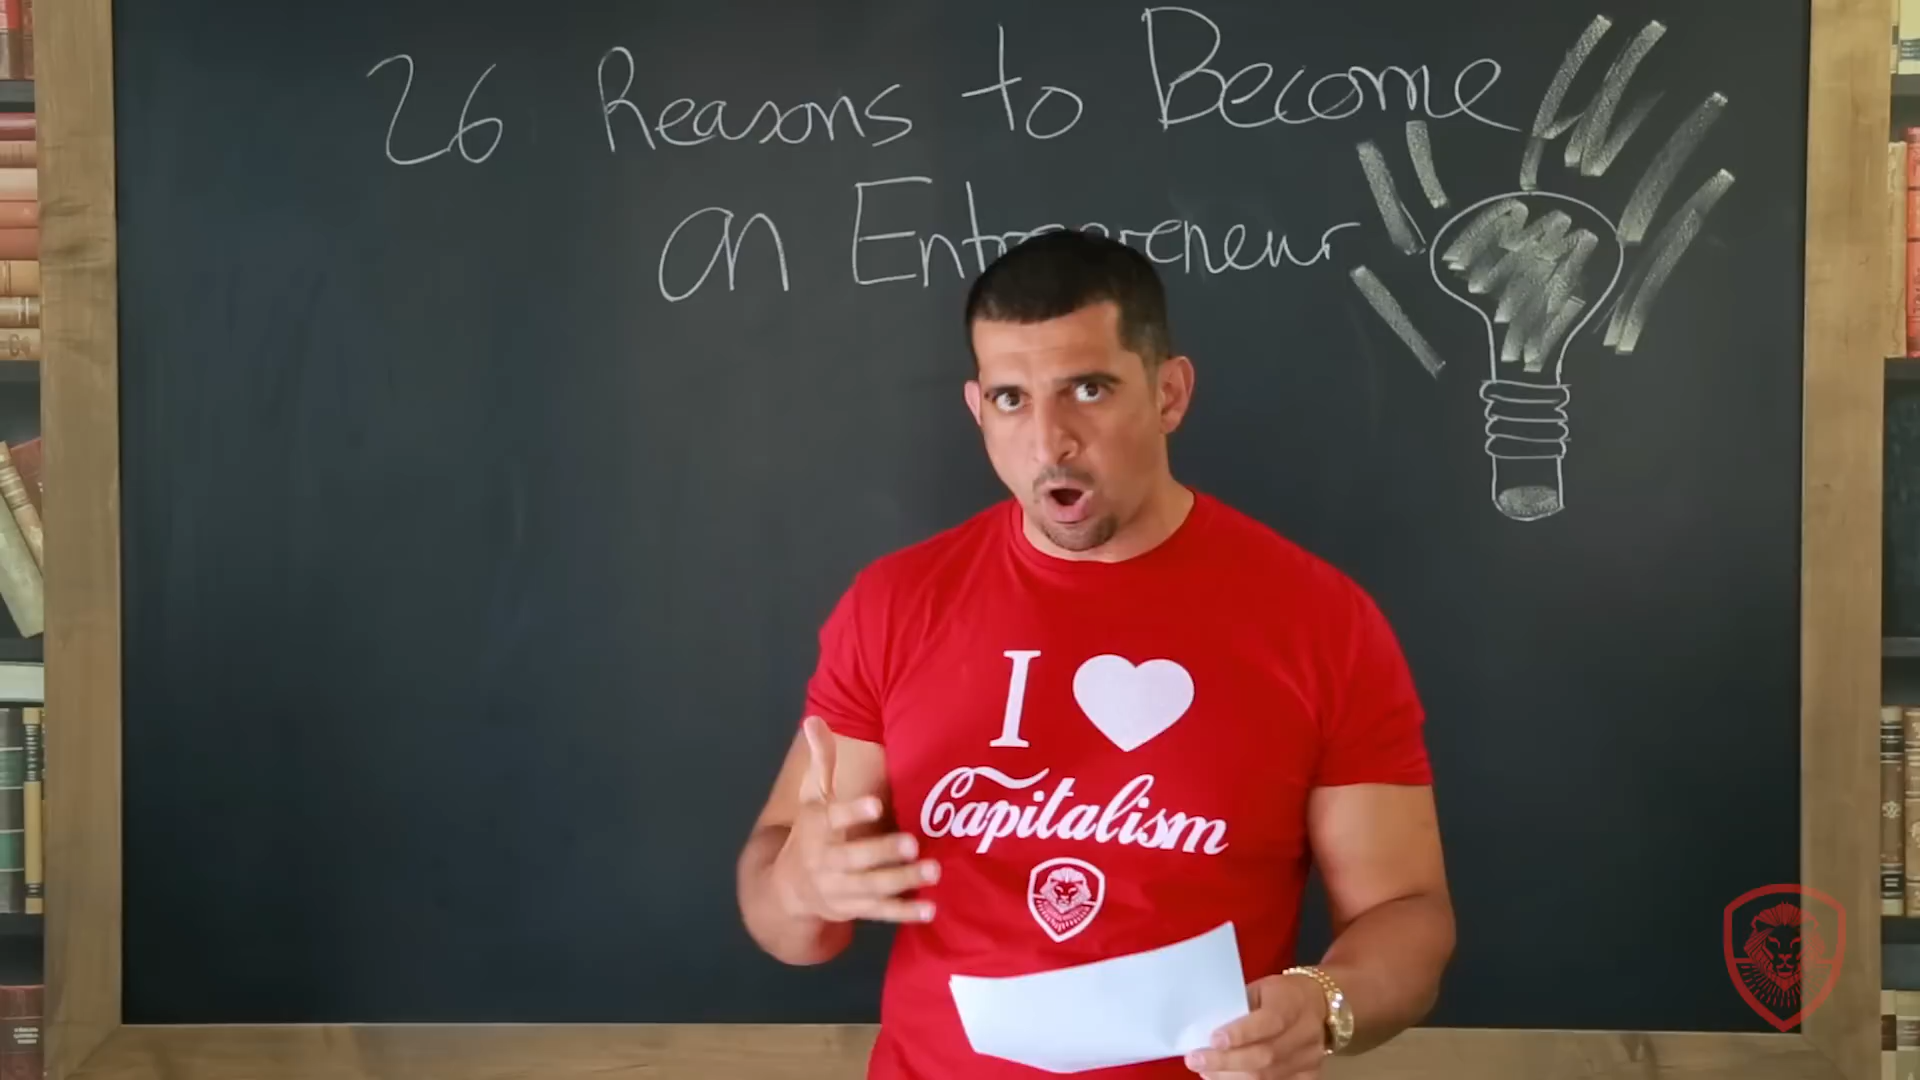 26 Reasons to Become
an Entrepreneur
I
Capitalism